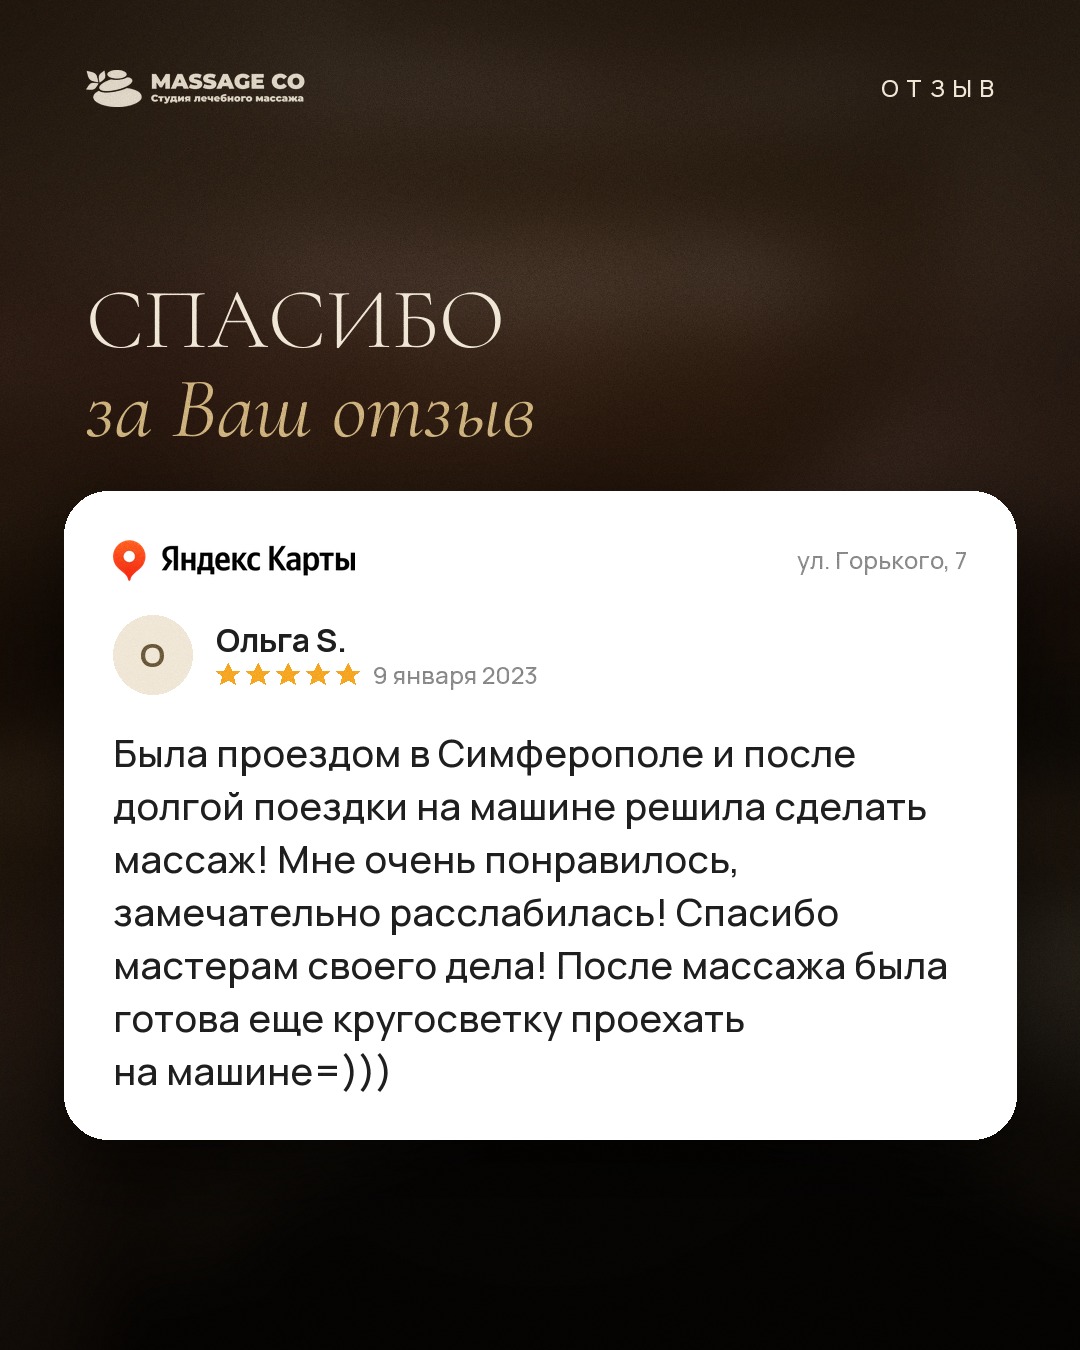 MASSAGE CO
Студия лечебного массажа
ОТЗЫВ
СПАСИБО
за Ваш отзыв
Яндекс Карты
ул. Горького, 7
О
Ольга S.
9 января 2023
Была проездом в Симферополе и после
долгой поездки на машине решила сделать
массаж! Мне очень понравилось,
замечательно расслабилась! Спасибо
мастерам своего дела! После массажа была
готова еще кругосветку проехать
на машине=)))